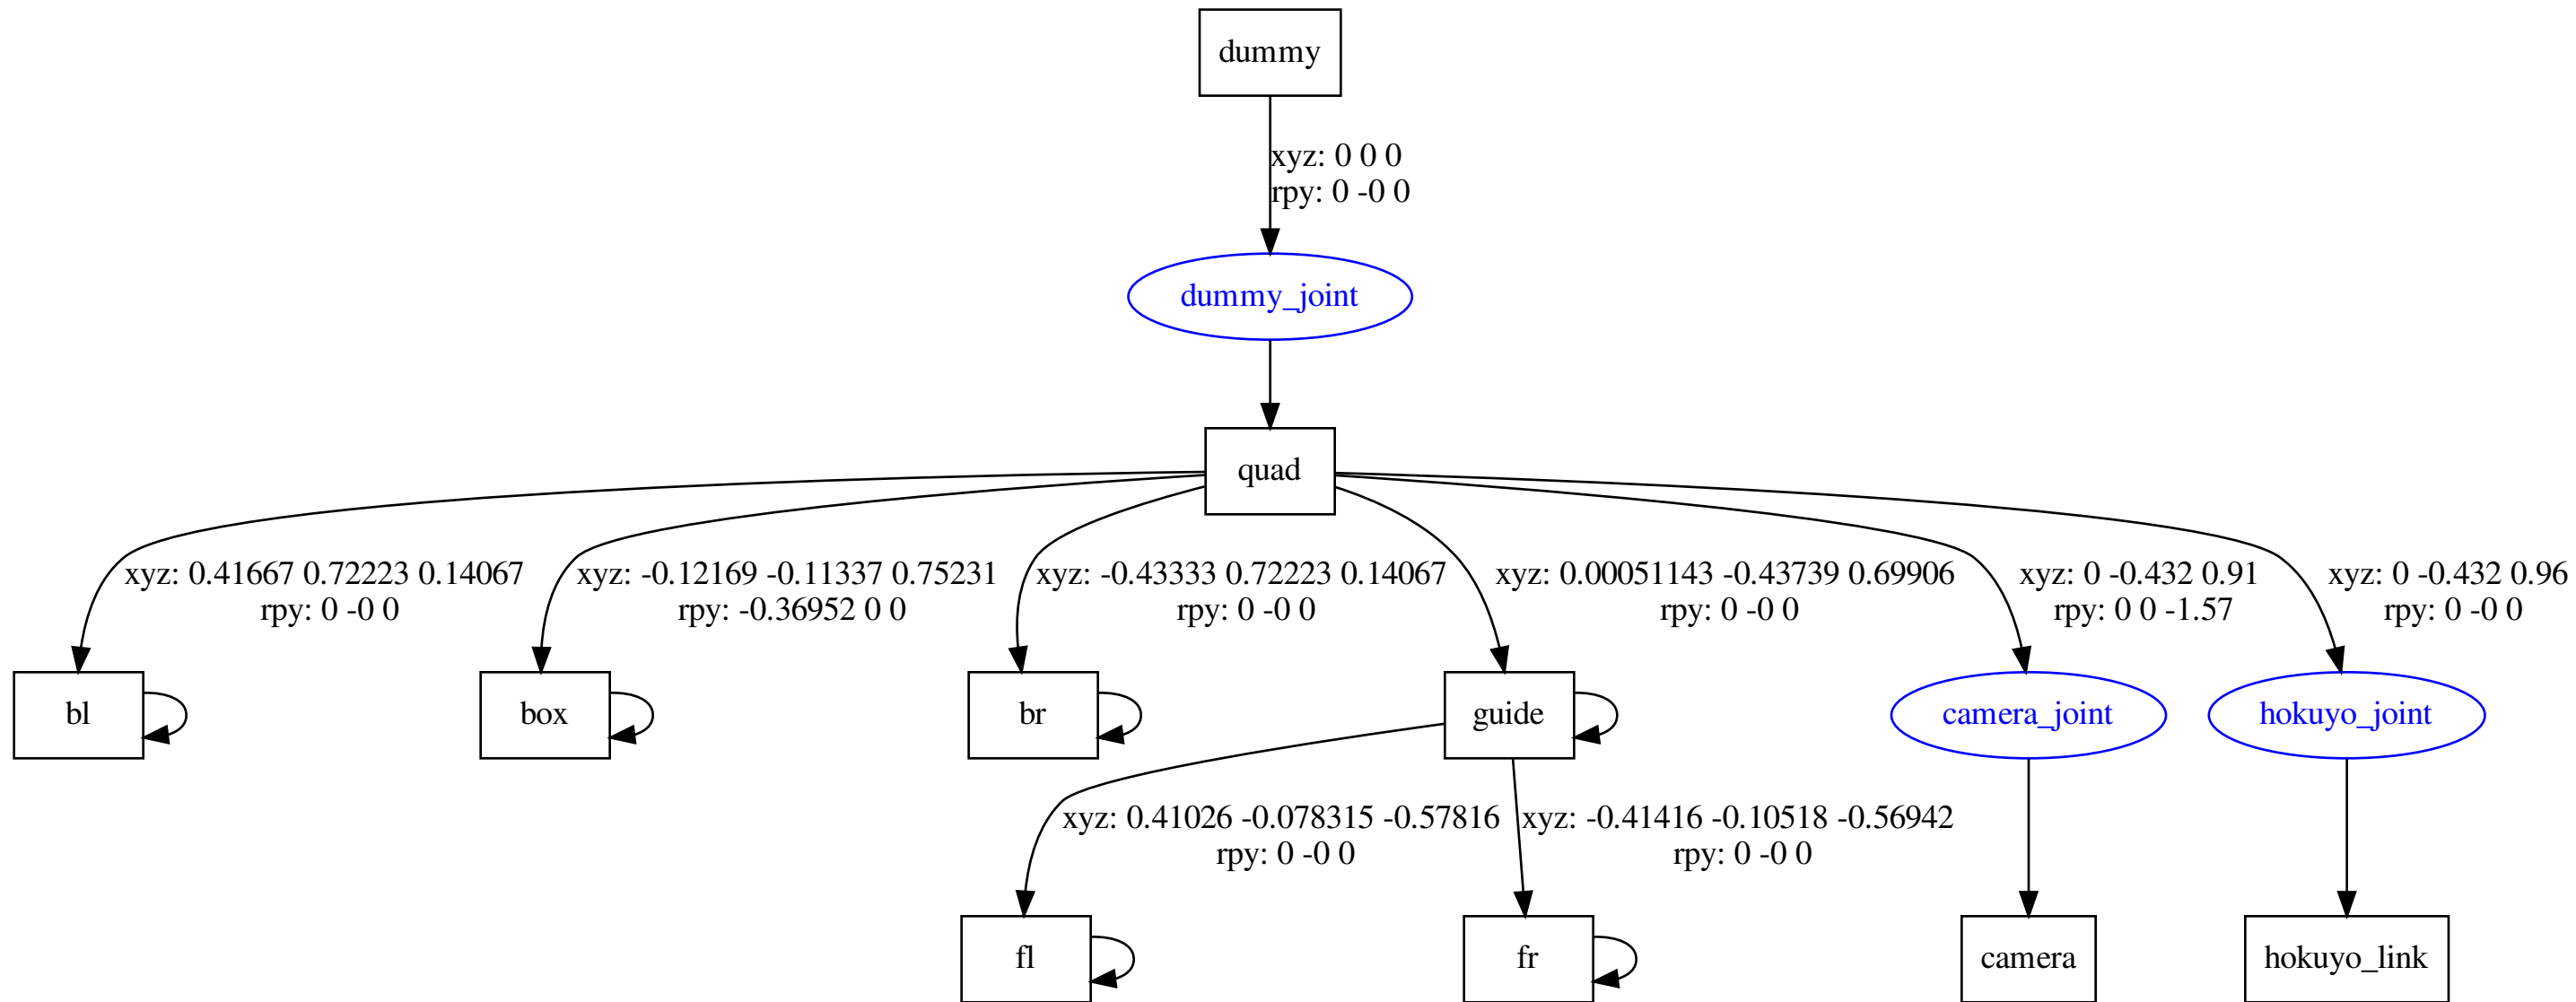 dummy
xyz: 0 0 0
rpy: 0 -0 0
dummy_joint
quad
xyz: 0.41667 0.72223 0.14067
rpy: 0 -0 0
xyz: -0.12169 -0.11337 0.75231
rpy: -0.36952 0 0
xyz: -0.43333 0.72223 0.14067
rpy: 0 -0 0
xyz: 0.00051143 -0.43739 0.69906
rpy: 0 -0 0
xyz: 0 -0.432 0.91
rpy: 0 0 -1.57
xyz: 0 -0.432 0.96
rpy: 0 -0 0
bl
box
br
guide
camera_joint
hokuyo_joint
xyz: 0.41026 -0.078315 -0.57816
rpy: 0 -0 0
xyz: -0.41416 -0.10518 -0.56942
rpy: 0 -0 0
fl
fr
camera
hokuyo_link